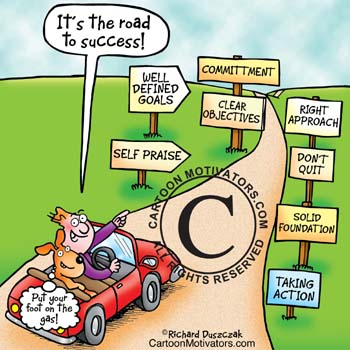 It's the road
to success!
WELL
DEFINED
GOALS
COMMITTMENT
CLEAR
OBJECTIVES
RIGHT
APPROACH
SELF PRAISE
DON'T
QUIT
SOLID
FOUNDATION
TAKING
ACTION
CARTOON MOTIVATORS.COM
C
ALL RIGHTS RESERVED
Put your
foot on the
gas!
©Richard Duszczak
CartoonMotivators.com